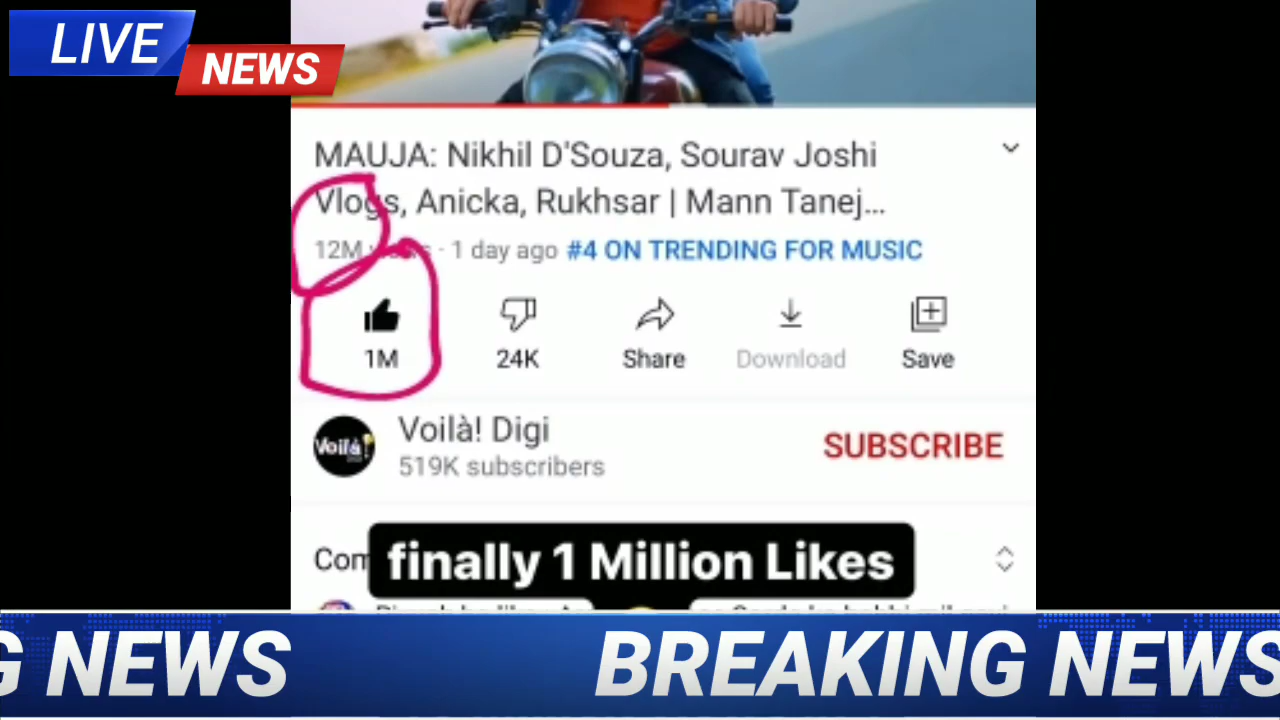 LIVE
NEWS
MAUJA: Nikhil D'Souza, Sourav Joshi
Vlogs, Anicka, Rukhsar | Mann Tanej...
12M views · 1 day ago #4 ON TRENDING FOR MUSIC
1M 24K Share Download Save
Voilà!
Voilà! Digi
519K subscribers
SUBSCRIBE
Com
finally 1 Million Likes
G NEWS BREAKING NEWS